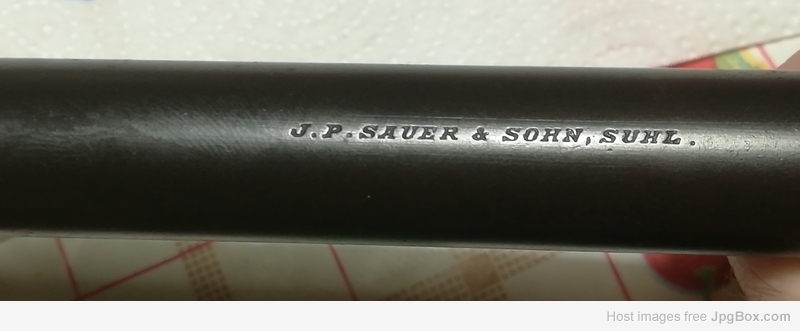 J.P. SAUER & SOHN, SUHL.
Host images free JpgBox.com